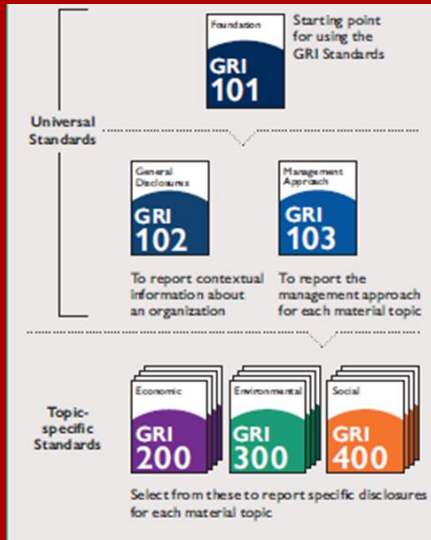 Foundation
GRI
101
Starting point
for using the
GRI Standards
Universal
Standards
General
Disclosures
GRI
102
Management
Approach
GRI
103
To report contextual
information about
an organization
To report the
management approach
for each material topic
Topic-
specific
Standards
Economic
GRI
200
Environmental
GRI
300
Social
GRI
400
Select from these to report specific disclosures
for each material topic